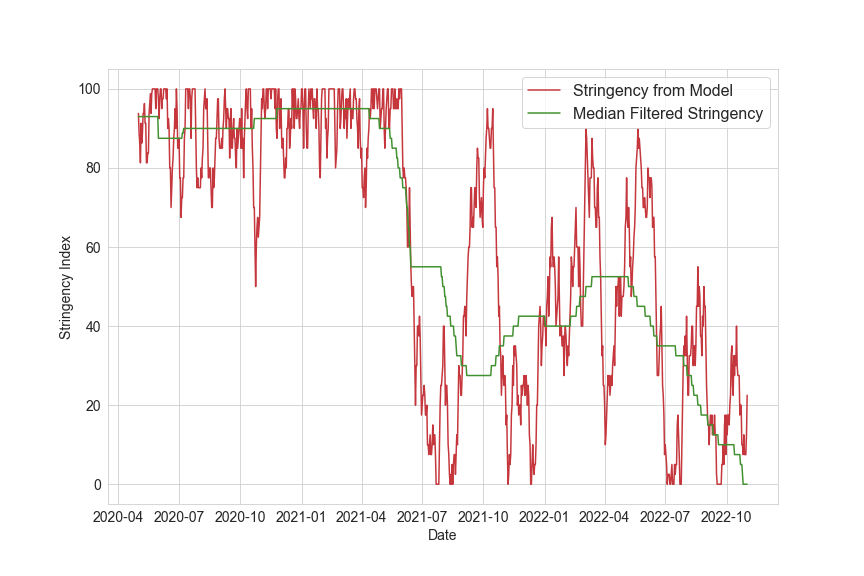 Stringency from Model
Median Filtered Stringency
Stringency Index
100
80
60
40
20
0
2020-04 2020-07 2020-10 2021-01 2021-04 2021-07 2021-10 2022-01 2022-04 2022-07 2022-10
Date